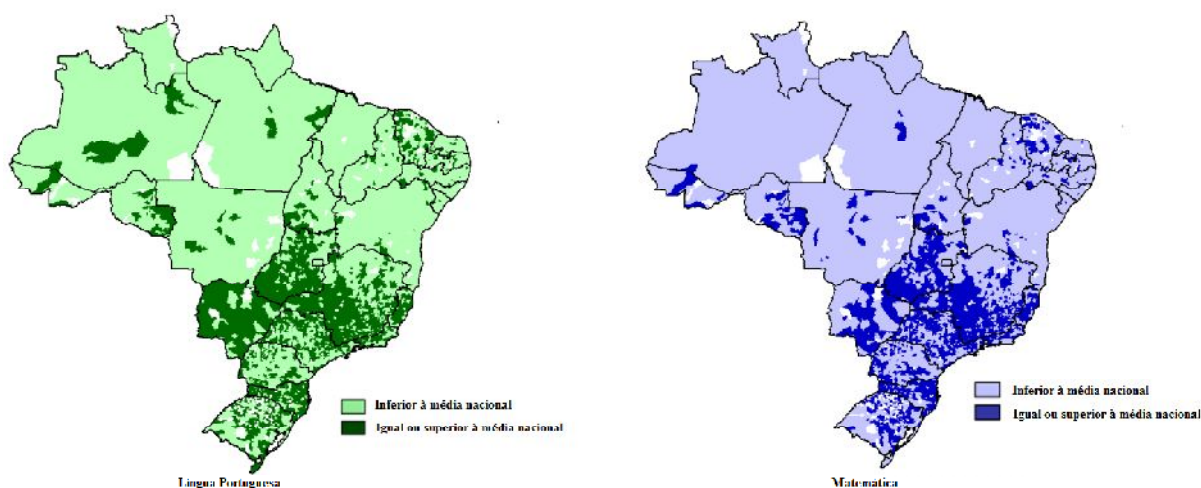 Inferior à média nacional
Igual ou superior à média nacional
Língua Portuguesa
Inferior à média nacional
Igual ou superior à média nacional
Matemática